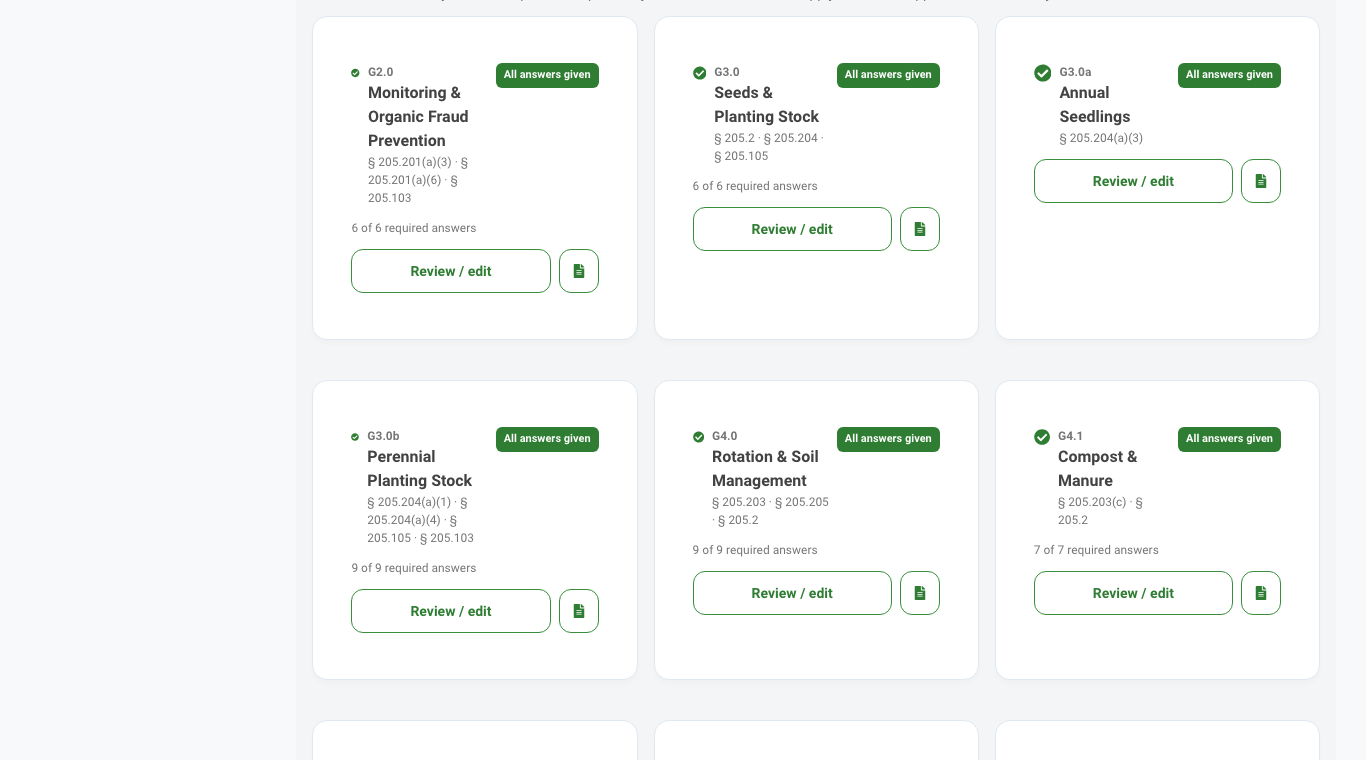 G2.0
All answers given
Monitoring &
Organic Fraud
Prevention
§ 205.201(a)(3) · §
205.201(a)(6) · §
205.103
6 of 6 required answers
Review / edit
G3.0
All answers given
Seeds &
Planting Stock
§ 205.2 · § 205.204 ·
§ 205.105
6 of 6 required answers
Review / edit
G3.0a
All answers given
Annual
Seedlings
§ 205.204(a)(3)
Review / edit
G3.0b
All answers given
Perennial
Planting Stock
§ 205.204(a)(1) · §
205.204(a)(4) · §
205.105 · § 205.103
9 of 9 required answers
Review / edit
G4.0
All answers given
Rotation & Soil
Management
§ 205.203 · § 205.205
· § 205.2
9 of 9 required answers
Review / edit
G4.1
All answers given
Compost &
Manure
§ 205.203(c) · §
205.2
7 of 7 required answers
Review / edit